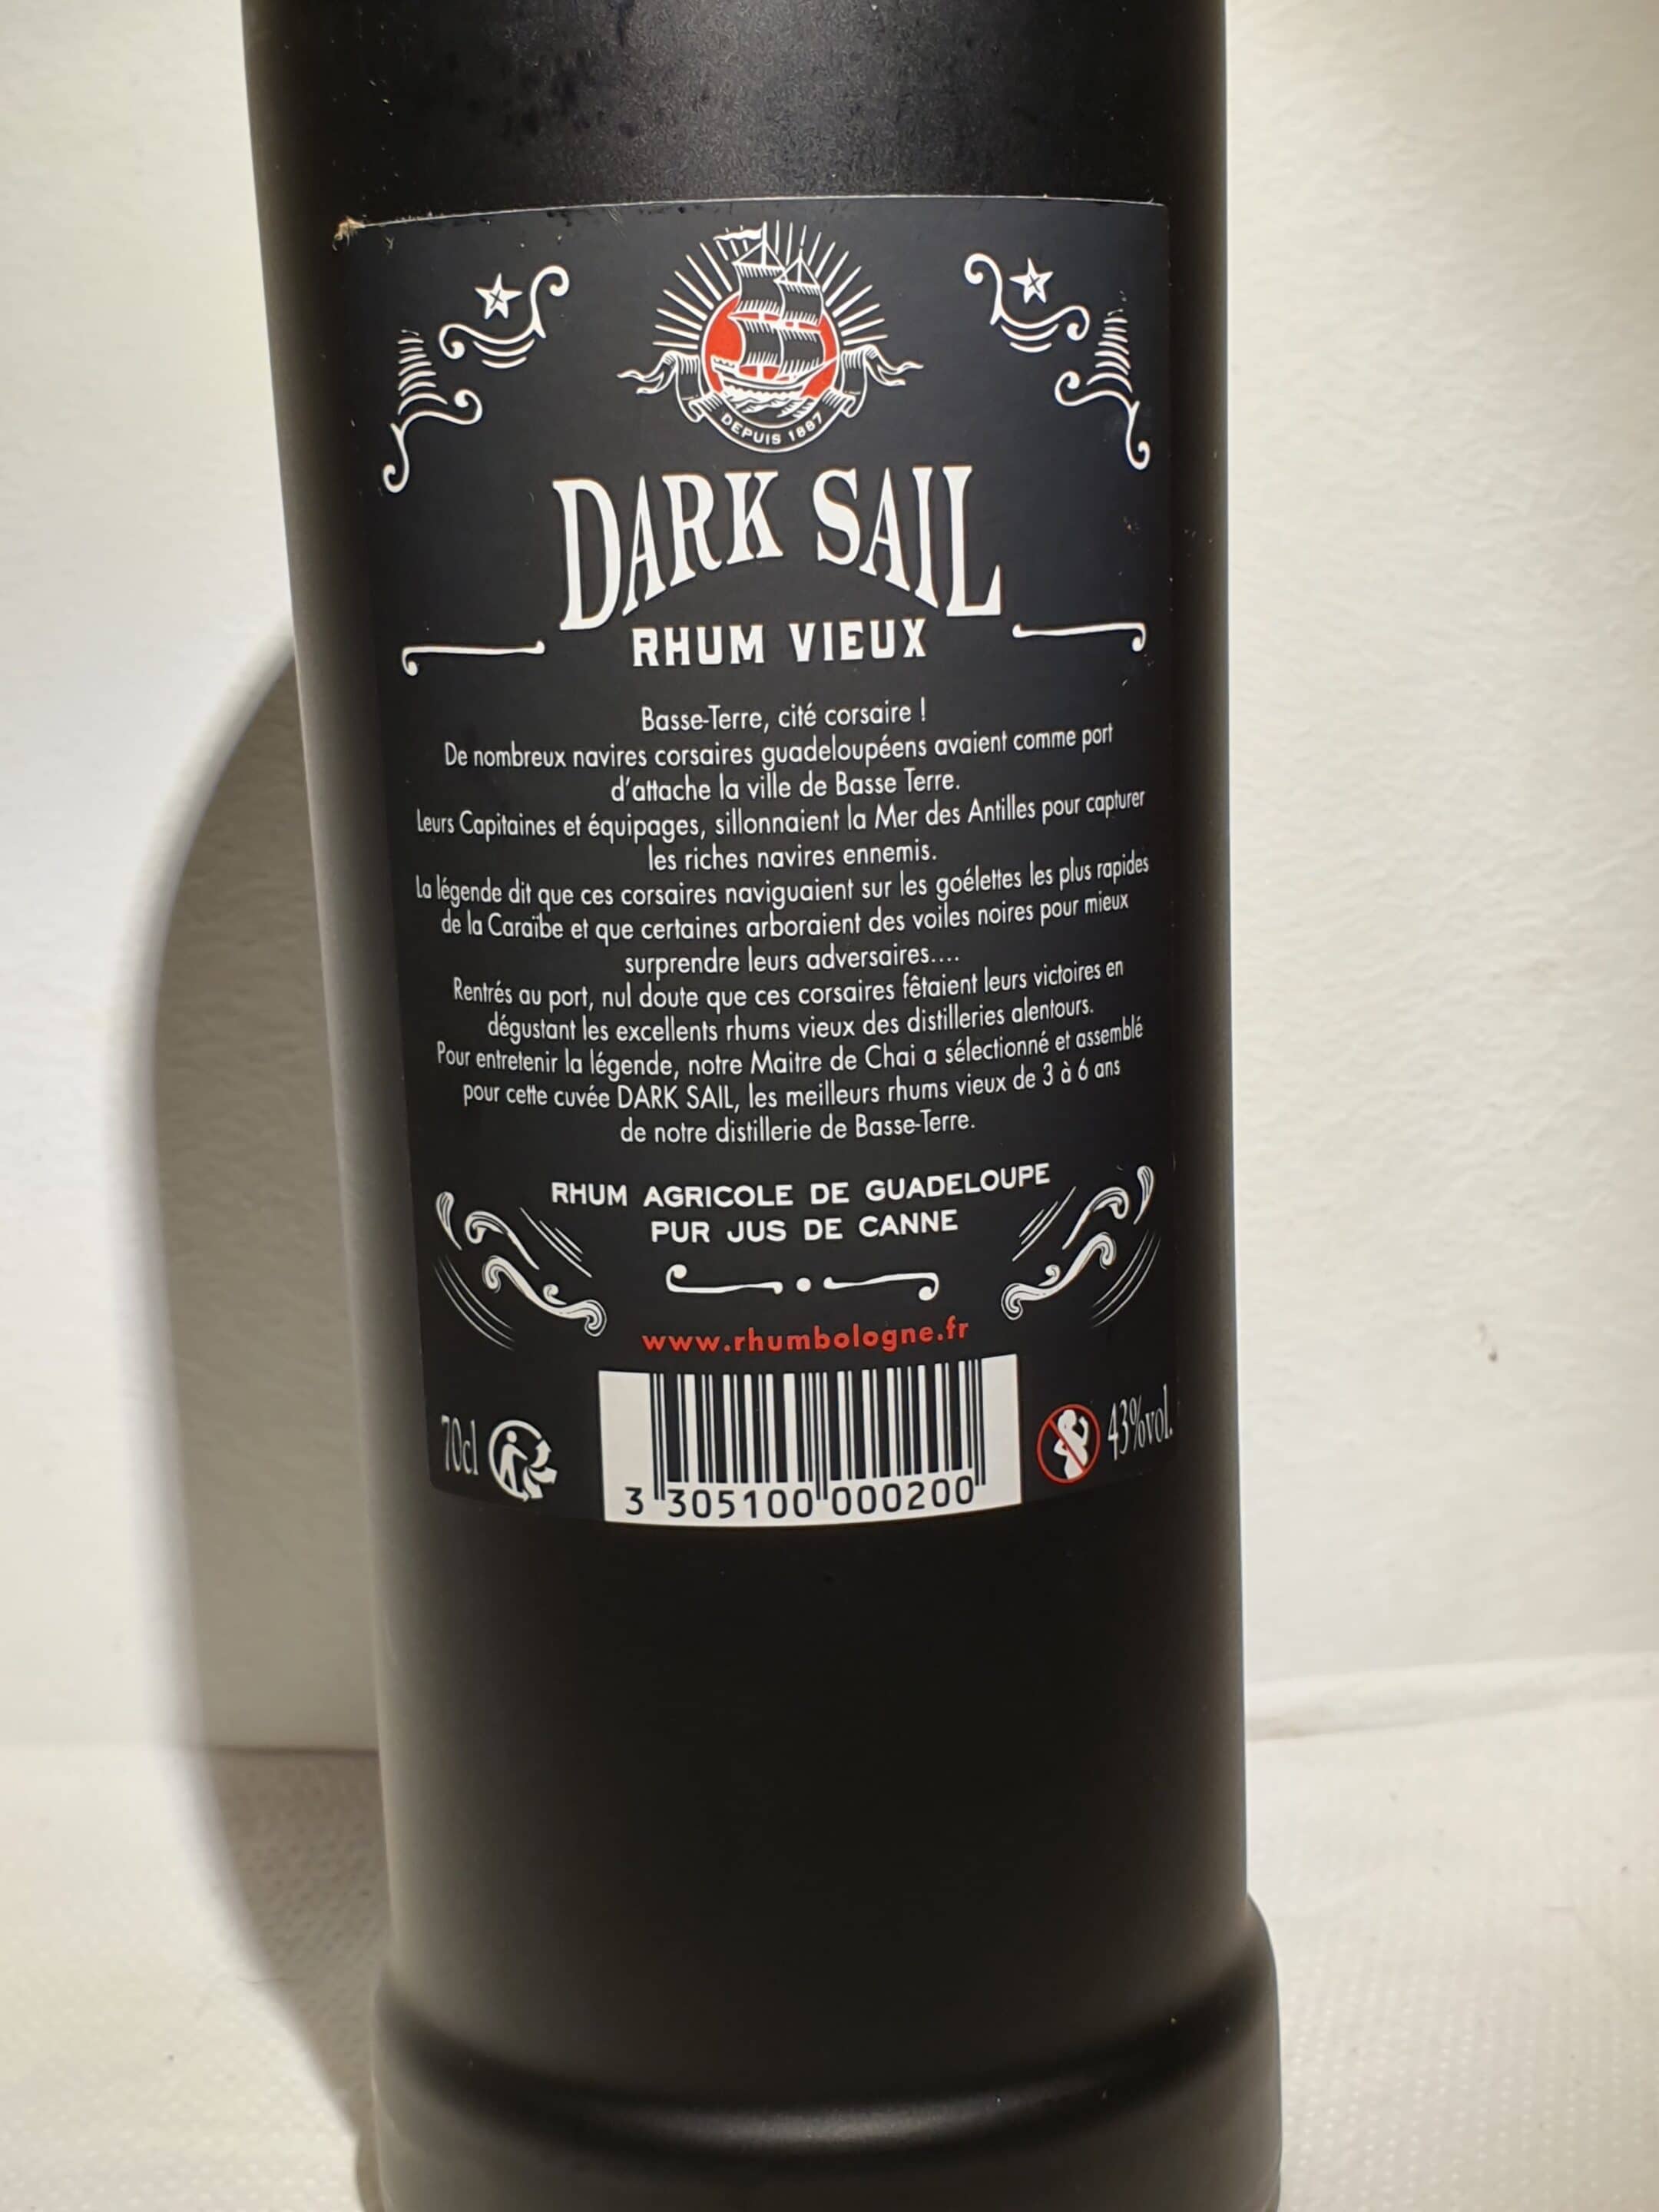 DEPUIS 1887
DARK SAIL
RHUM VIEUX
Basse-Terre, cité corsaire !
De nombreux navires corsaires guadeloupéens avaient comme port
d'attache la ville de Basse Terre.
Leurs Capitaines et équipages, sillonnaient la Mer des Antilles pour capturer
les riches navires ennemis.
La légende dit que ces corsaires naviguaient sur les goélettes les plus rapides
de la Caraïbe et que certaines arboraient des voiles noires pour mieux
surprendre leurs adversaires....
Rentrés au port, nul doute que ces corsaires fêtaient leurs victoires en
dégustant les excellents rhums vieux des distilleries alentours.
Pour entretenir la légende, notre Maitre de Chai a sélectionné et assemblé
pour cette cuvée DARK SAIL, les meilleurs rhums vieux de 3 à 6 ans
de notre distillerie de Basse-Terre.
RHUM AGRICOLE DE GUADELOUPE
PUR JUS DE CANNE
www.rhumbologne.fr
70cl
43%vol.
3 305100 000200